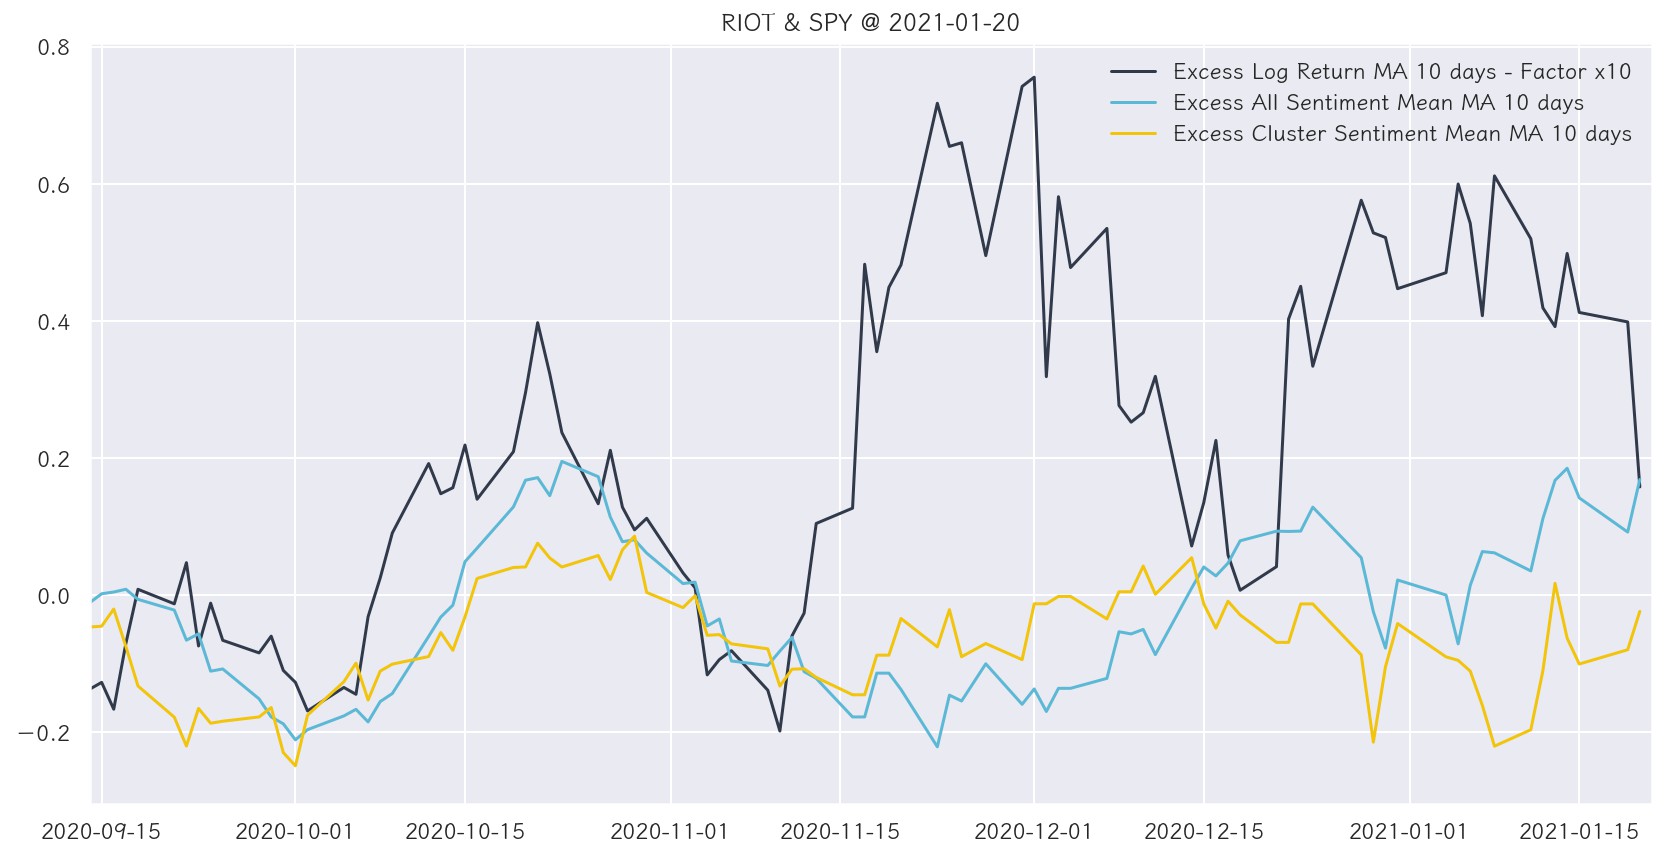 RIOT & SPY @ 2021-01-20
0.8
0.6
0.4
0.2
0.0
−0.2
Excess Log Return MA 10 days - Factor x10
Excess All Sentiment Mean MA 10 days
Excess Cluster Sentiment Mean MA 10 days
2020-09-15 2020-10-01 2020-10-15 2020-11-01 2020-11-15 2020-12-01 2020-12-15 2021-01-01 2021-01-15